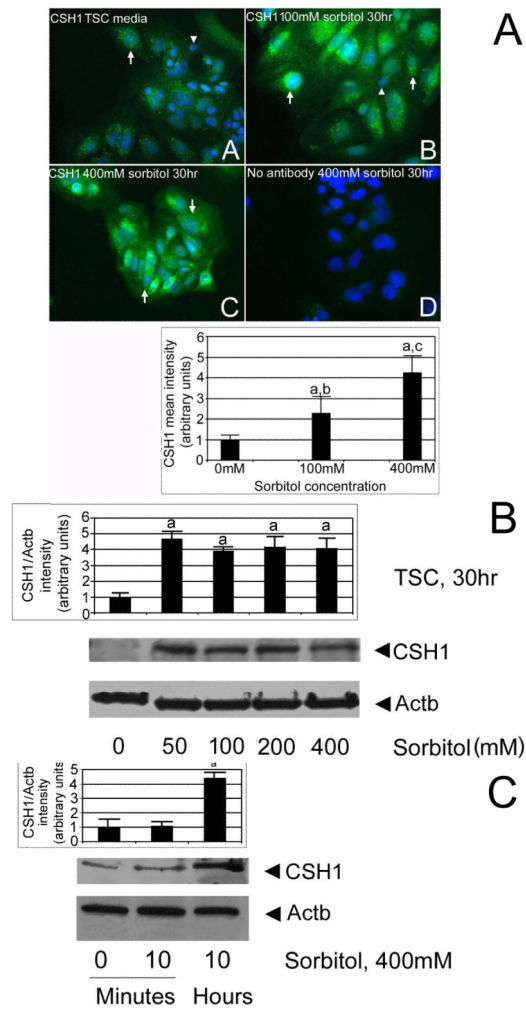 A
CSH1 TSC media
A
CSH1 100mM sorbitol 30hr
B
CSH1 400mM sorbitol 30hr
C
No antibody 400mM sorbitol 30hr
D
CSH1 mean intensity
(arbitrary units)
6
5
4
3
2
1
0
a,b
a,c
0mM 100mM 400mM
Sorbitol concentration
B
CSH1/Actb
intensity
(arbitrary units)
6
5
4
3
2
1
0
a a a a
TSC, 30hr
CSH1
Actb
0 50 100 200 400 Sorbitol (mM)
C
CSH1/Actb
intensity
(arbitrary units)
5
4
3
2
1
0
a
CSH1
Actb
0 10 10 Sorbitol, 400mM
Minutes Hours